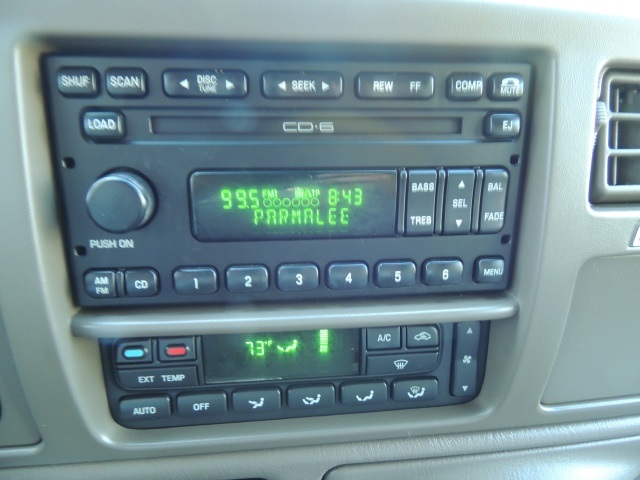 SHUF SCAN DISC TUNE SEEK REW FF COMP MUTE
LOAD CD·6 EJ
99.5 FM1 8:43
PARMALEE
BASS TREB SEL BAL FADE
PUSH ON
AM FM CD 1 2 3 4 5 6 MENU
73°F A/C
EXT TEMP
AUTO OFF